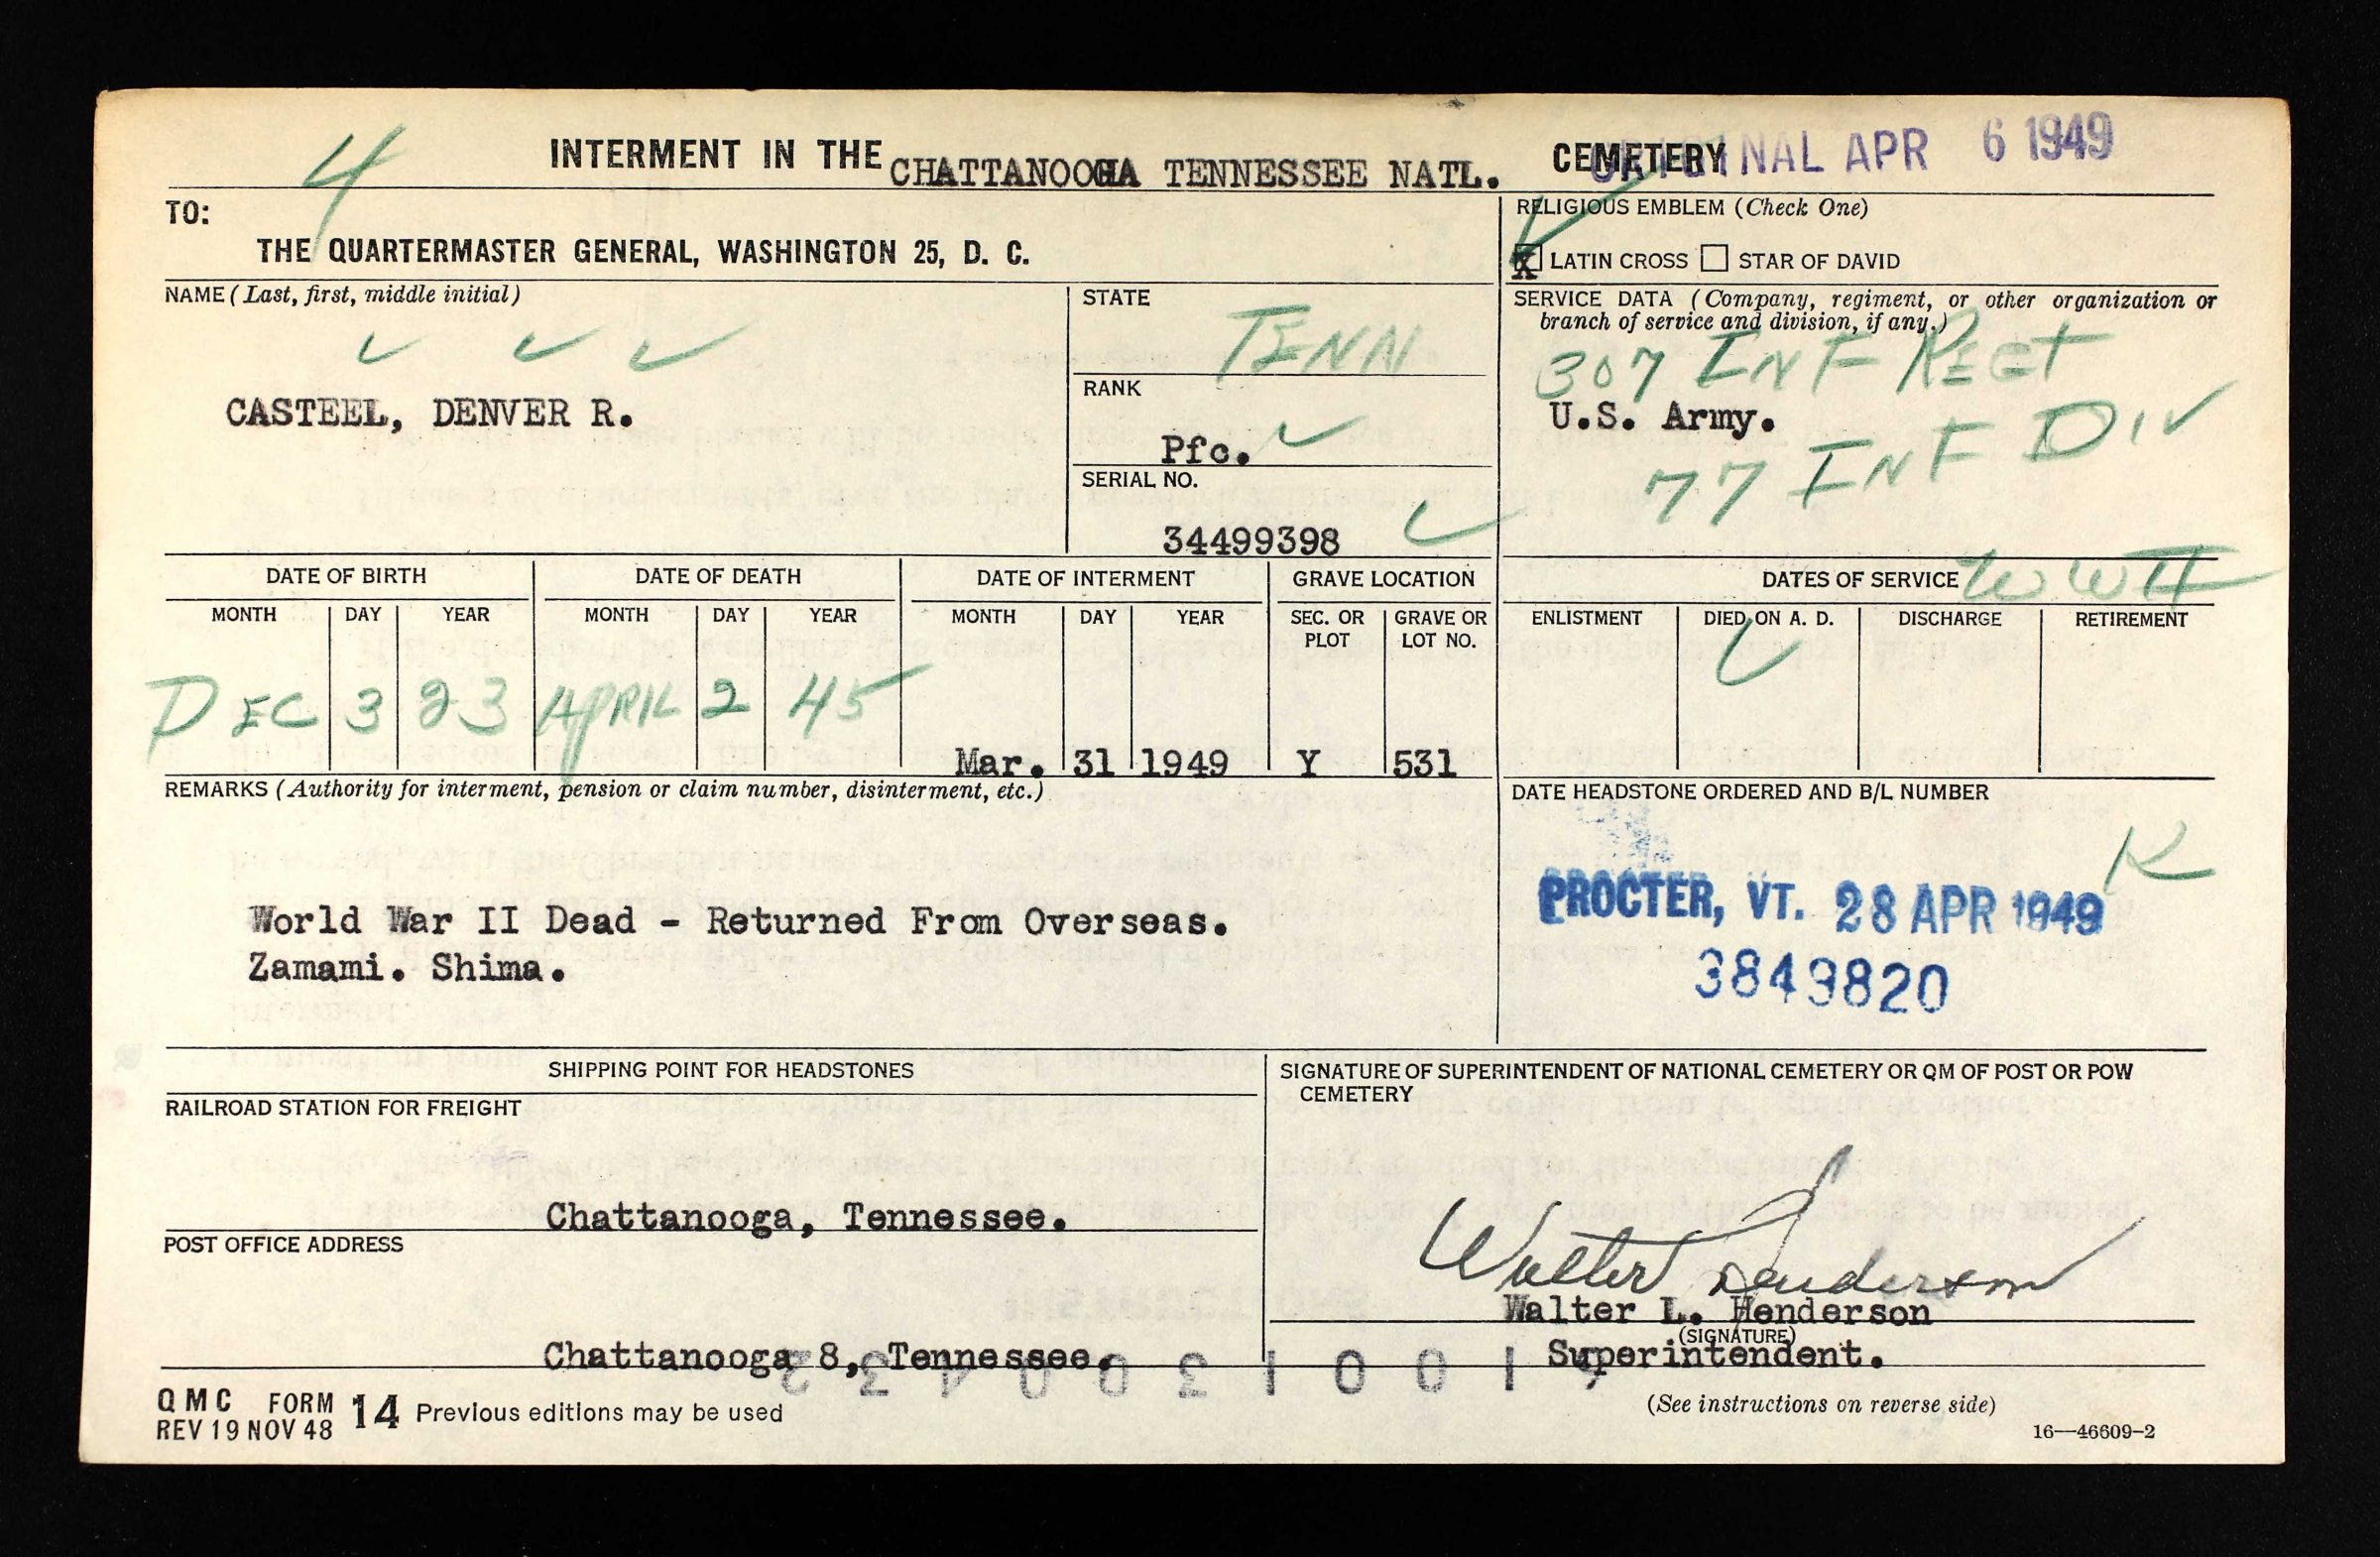 4
INTERMENT IN THE CHATTANOOGA TENNESSEE NATL. CEMETERY
ORIGINAL APR 6 1949
TO:
THE QUARTERMASTER GENERAL, WASHINGTON 25, D. C.
RELIGIOUS EMBLEM (Check One)
X LATIN CROSS STAR OF DAVID
NAME (Last, first, middle initial)
CASTEEL, DENVER R.
STATE
TENN
RANK
Pfc.
SERIAL NO.
34499398
SERVICE DATA (Company, regiment, or other organization or
branch of service and division, if any.)
307 INF REGT
U.S. Army.
77 INF DIV
DATE OF BIRTH DATE OF DEATH DATE OF INTERMENT GRAVE LOCATION
MONTH DAY YEAR MONTH DAY YEAR MONTH DAY YEAR SEC. OR PLOT GRAVE OR LOT NO.
DEC 3 23 APRIL 2 45
Mar. 31 1949 Y 531
DATES OF SERVICE WW II
ENLISTMENT DIED ON A. D. DISCHARGE RETIREMENT
REMARKS (Authority for interment, pension or claim number, disinterment, etc.)
World War II Dead - Returned From Overseas.
Zamami. Shima.
DATE HEADSTONE ORDERED AND B/L NUMBER
K
PROCTER, VT. 28 APR 1949
3849820
SHIPPING POINT FOR HEADSTONES
RAILROAD STATION FOR FREIGHT
Chattanooga, Tennessee.
POST OFFICE ADDRESS
Chattanooga 8, Tennessee.
SIGNATURE OF SUPERINTENDENT OF NATIONAL CEMETERY OR QM OF POST OR POW
CEMETERY
Walter L Henderson
Walter L. Henderson
(SIGNATURE)
Superintendent.
QMC FORM 14 Previous editions may be used
REV 19 NOV 48
(See instructions on reverse side)
16—46609-2